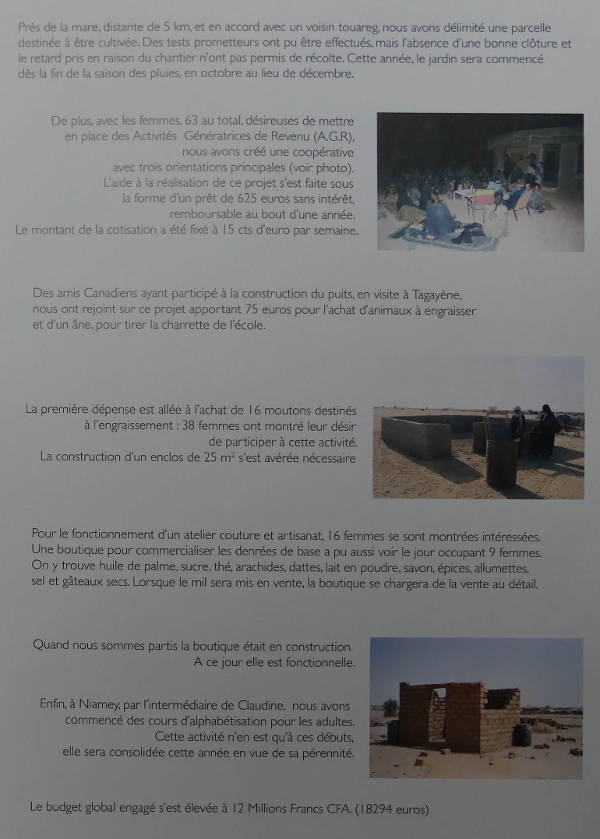 Près de la mare, distante de 5 km, et en accord avec un voisin touareg, nous avons délimité une parcelle
destinée à être cultivée. Des tests prometteurs ont pu être effectués, mais l'absence d'une bonne clôture et
le retard pris en raison du chantier n'ont pas permis de récolte. Cette année, le jardin sera commencé
dès la fin de la saison des pluies, en octobre au lieu de décembre.
De plus, avec les femmes, 63 au total, désireuses de mettre
en place des Activités Génératrices de Revenu (A.G.R),
nous avons créé une coopérative
avec trois orientations principales (voir photo).
L'aide à la réalisation de ce projet s'est faite sous
la forme d'un prêt de 625 euros sans intérêt,
remboursable au bout d'une année.
Le montant de la cotisation a été fixé à 15 cts d'euro par semaine.
Des amis Canadiens ayant participé à la construction du puits, en visite à Tagayène,
nous ont rejoint sur ce projet apportant 75 euros pour l'achat d'animaux à engraisser
et d'un âne, pour tirer la charrette de l'école.
La première dépense est allée à l'achat de 16 moutons destinés
à l'engraissement : 38 femmes ont montré leur désir
de participer à cette activité.
La construction d'un enclos de 25 m² s'est avérée nécessaire
Pour le fonctionnement d'un atelier couture et artisanat, 16 femmes se sont montrées intéressées.
Une boutique pour commercialiser les denrées de base a pu aussi voir le jour occupant 9 femmes.
On y trouve huile de palme, sucre, thé, arachides, dattes, lait en poudre, savon, épices, allumettes,
sel et gâteaux secs. Lorsque le mil sera mis en vente, la boutique se chargera de la vente au détail.
Quand nous sommes partis la boutique était en construction.
A ce jour elle est fonctionnelle.
Enfin, à Niamey, par l'intermédiaire de Claudine, nous avons
commencé des cours d'alphabétisation pour les adultes.
Cette activité n'en est qu'à ces débuts,
elle sera consolidée cette année en vue de sa pérennité.
Le budget global engagé s'est élevée à 12 Millions Francs CFA. (18294 euros)